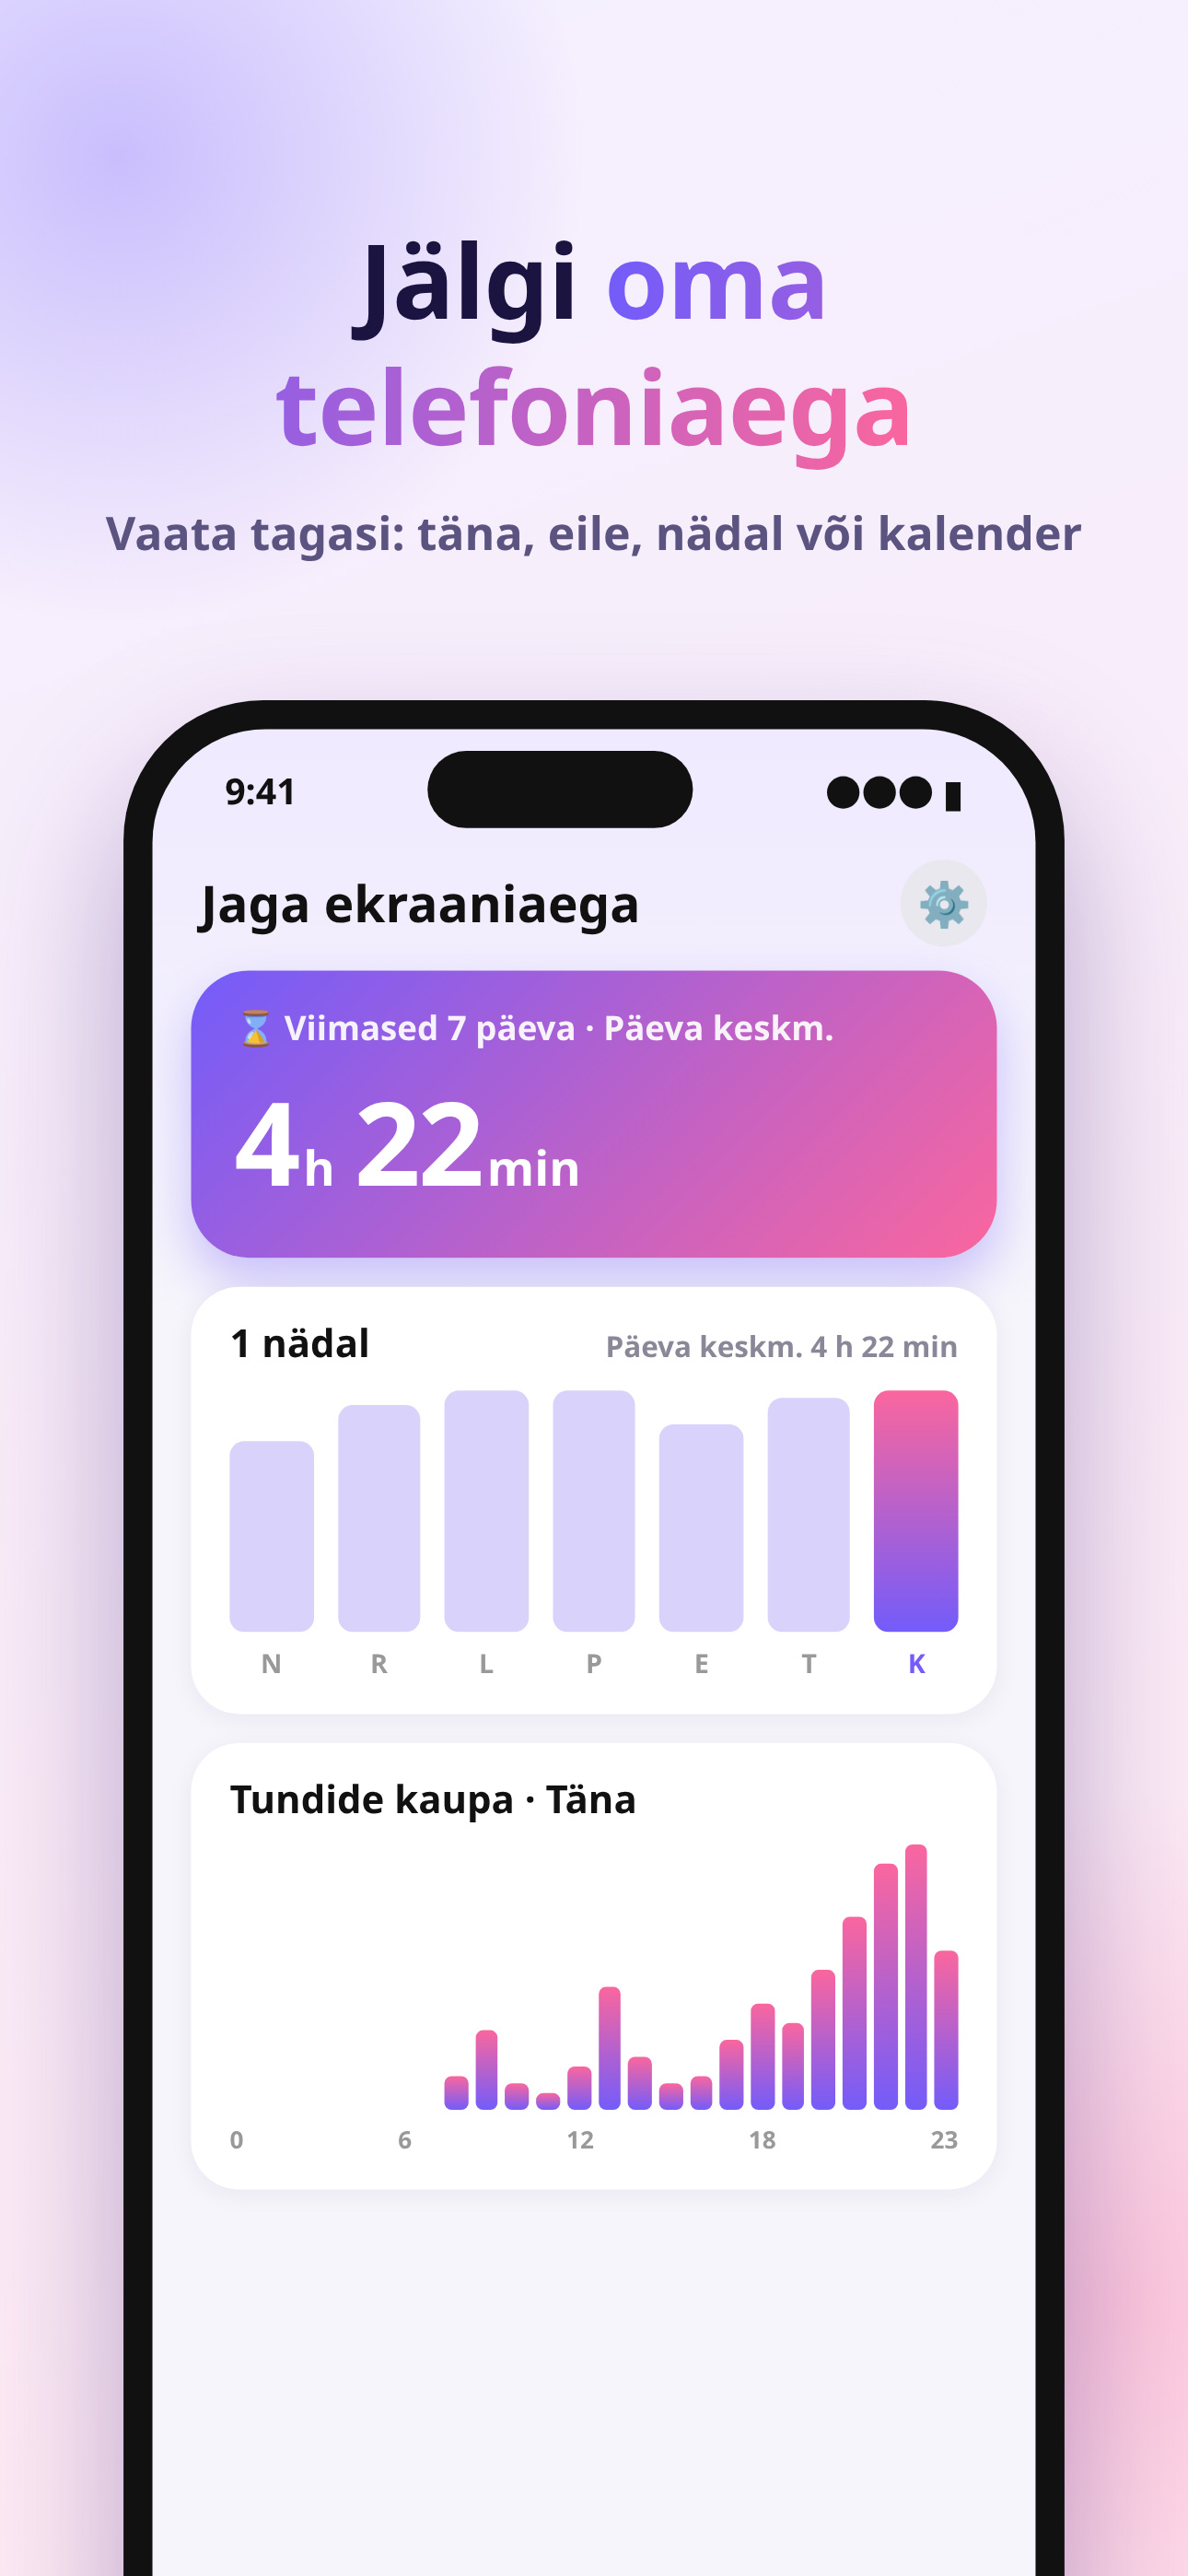 Jälgi oma
telefoniaega
Vaata tagasi: täna, eile, nädal või kalender
9:41
Jaga ekraaniaega
⌛ Viimased 7 päeva · Päeva keskm.
4h 22min
1 nädal
Päeva keskm. 4 h 22 min
N R L P E T K
Tundide kaupa · Täna
0 6 12 18 23